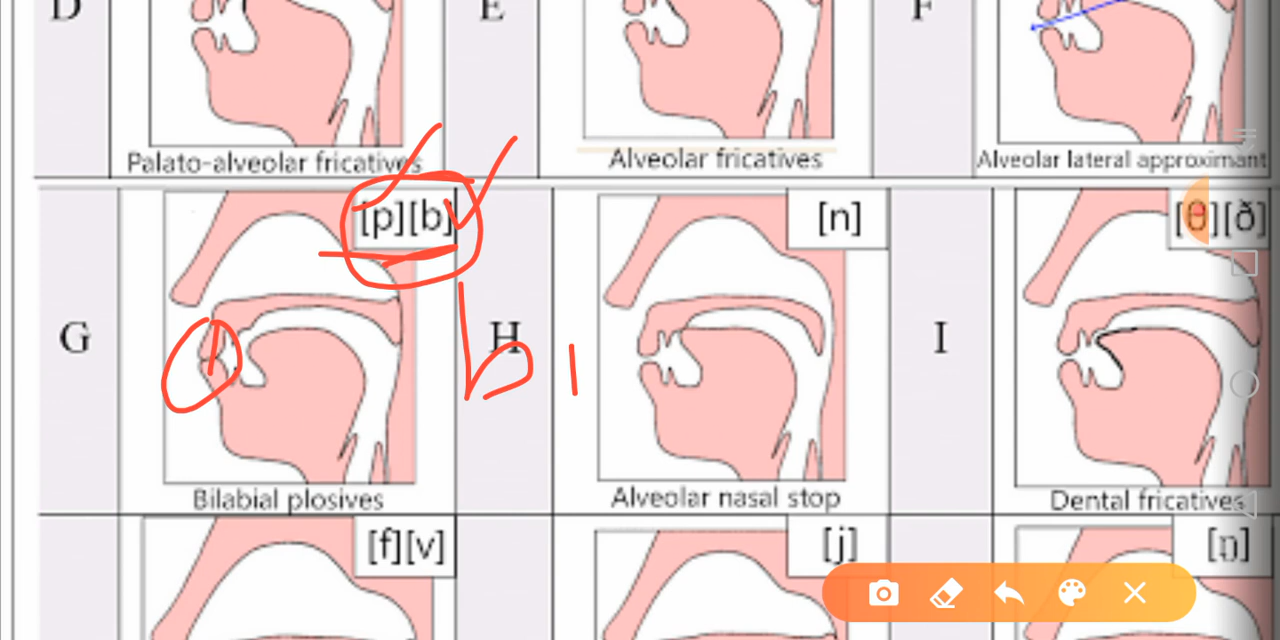 D E F
Palato-alveolar fricatives Alveolar fricatives Alveolar lateral approximant
[p][b] [n] [θ][ð]
G H I
b
Bilabial plosives Alveolar nasal stop Dental fricatives
[f][v] [j]